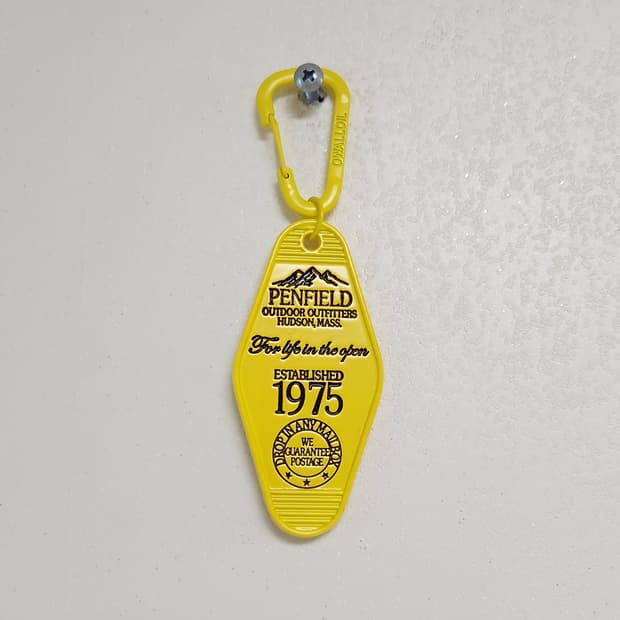 OWALLOIL
PENFIELD
OUTDOOR OUTFITTERS
HUDSON, MASS.
For life in the open
ESTABLISHED
1975
DROP IN ANY MAILBOX
WE
GUARANTEE
POSTAGE